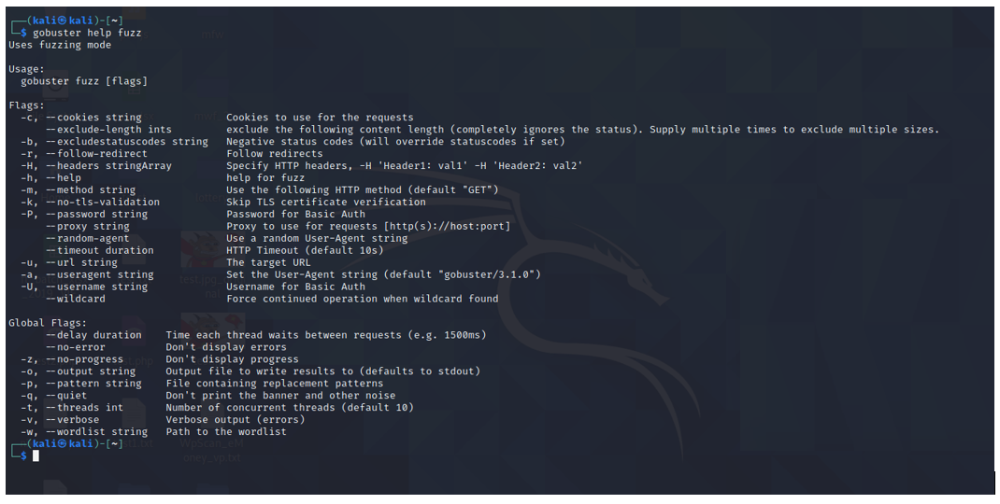 ┌──(kali㉿kali)-[~]
└─$ gobuster help fuzz
Uses fuzzing mode

Usage:
  gobuster fuzz [flags]

Flags:
  -c, --cookies string              Cookies to use for the requests
      --exclude-length ints         exclude the following content length (completely ignores the status). Supply multiple times to exclude multiple sizes.
  -b, --excludestatuscodes string   Negative status codes (will override statuscodes if set)
  -r, --follow-redirect             Follow redirects
  -H, --headers stringArray         Specify HTTP headers, -H 'Header1: val1' -H 'Header2: val2'
  -h, --help                        help for fuzz
  -m, --method string               Use the following HTTP method (default "GET")
  -k, --no-tls-validation           Skip TLS certificate verification
  -P, --password string             Password for Basic Auth
      --proxy string                Proxy to use for requests [http(s)://host:port]
      --random-agent                Use a random User-Agent string
      --timeout duration            HTTP Timeout (default 10s)
  -u, --url string                  The target URL
  -a, --useragent string            Set the User-Agent string (default "gobuster/3.1.0")
  -U, --username string             Username for Basic Auth
      --wildcard                    Force continued operation when wildcard found

Global Flags:
      --delay duration    Time each thread waits between requests (e.g. 1500ms)
      --no-error          Don't display errors
  -z, --no-progress       Don't display progress
  -o, --output string     Output file to write results to (defaults to stdout)
  -p, --pattern string    File containing replacement patterns
  -q, --quiet             Don't print the banner and other noise
  -t, --threads int       Number of concurrent threads (default 10)
  -v, --verbose           Verbose output (errors)
  -w, --wordlist string   Path to the wordlist
┌──(kali㉿kali)-[~]
└─$